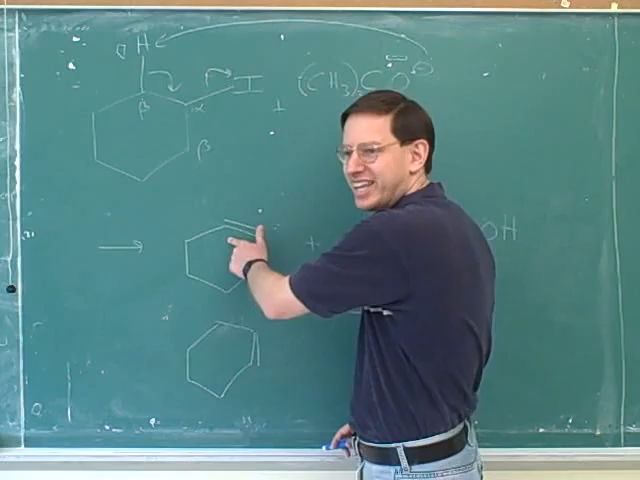 H
I (CH3)3CO⊖
β α +
β
→ + OH